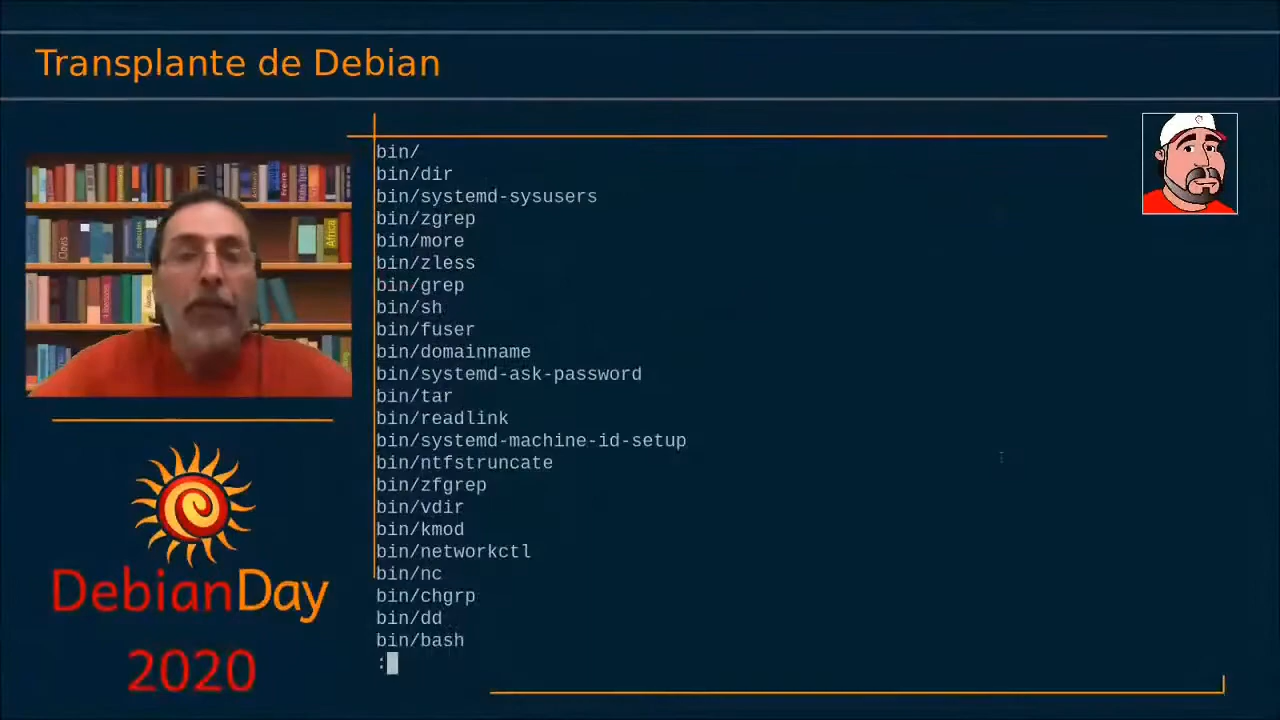 Transplante de Debian
bin/
bin/dir
bin/systemd-sysusers
bin/zgrep
bin/more
bin/zless
bin/grep
bin/sh
bin/fuser
bin/domainname
bin/systemd-ask-password
bin/tar
bin/readlink
bin/systemd-machine-id-setup
bin/ntfstruncate
bin/zfgrep
bin/vdir
bin/kmod
bin/networkctl
bin/nc
bin/chgrp
bin/dd
bin/bash
:
Africa
Clovis
DebianDay
2020